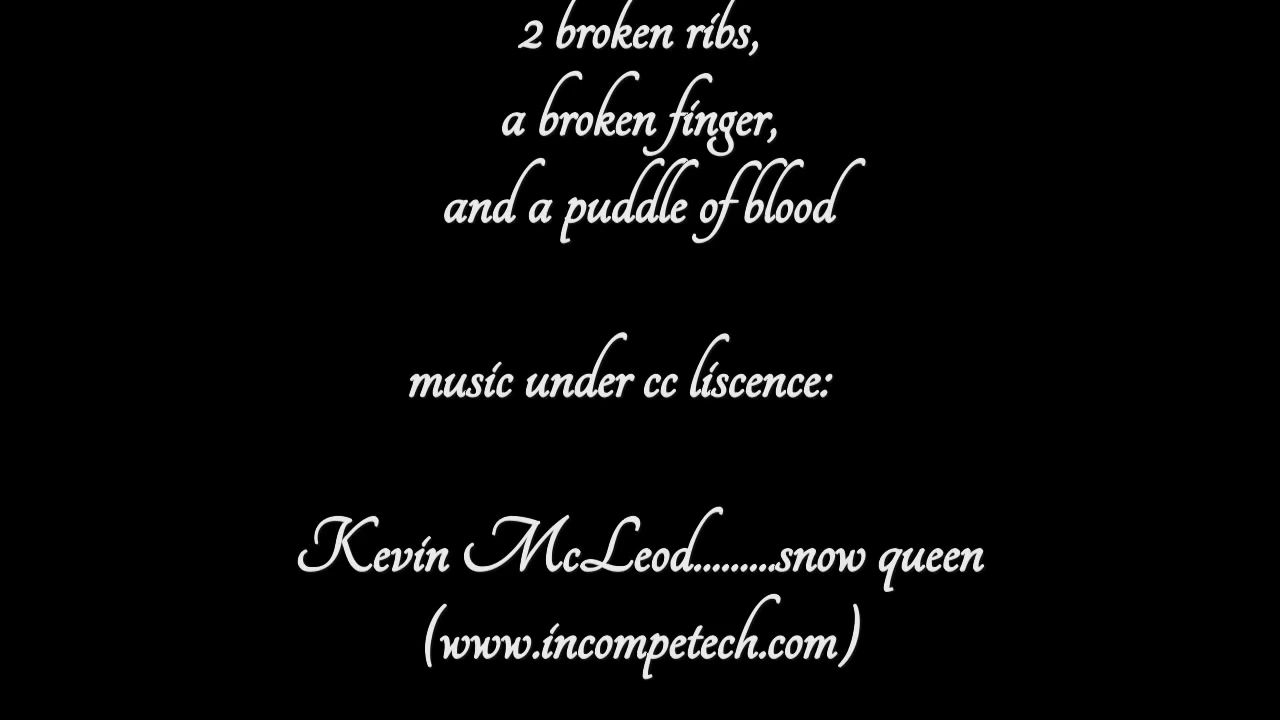 2 broken ribs,
a broken finger,
and a puddle of blood
music under cc liscence:
Kevin McLeod.........snow queen
(www.incompetech.com)